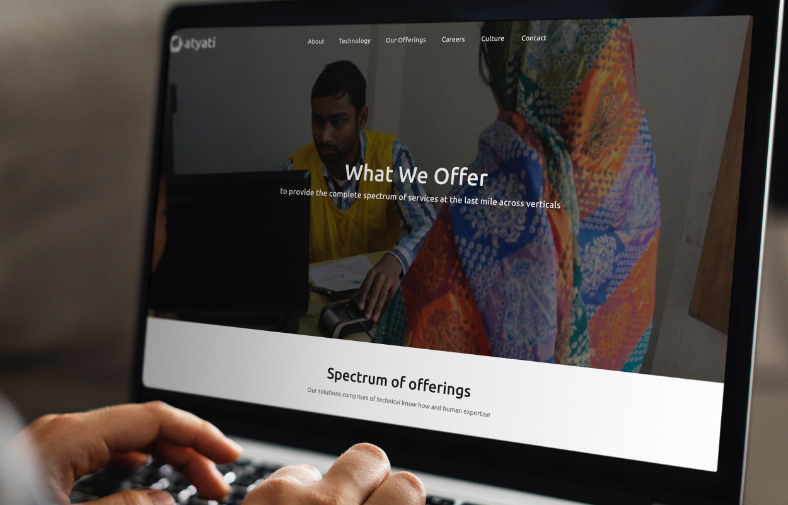 atyati
About Technology Our Offerings Careers Culture Contact
What We Offer
to provide the complete spectrum of services at the last mile across verticals
Spectrum of offerings
Our solutions comprises of technical know-how and human expertise